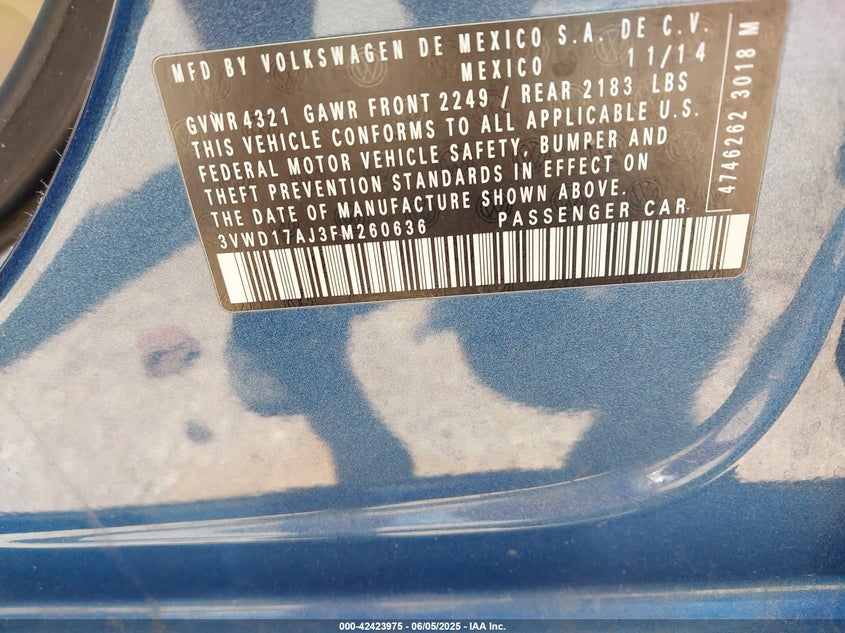 MFD BY VOLKSWAGEN DE MEXICO S.A. DE C.V.
MEXICO 11/14
GVWR 4321 GAWR FRONT 2249 / REAR 2183 LBS
THIS VEHICLE CONFORMS TO ALL APPLICABLE U.S.
FEDERAL MOTOR VEHICLE SAFETY, BUMPER AND
THEFT PREVENTION STANDARDS IN EFFECT ON
THE DATE OF MANUFACTURE SHOWN ABOVE.
3VWD17AJ3FM260636 PASSENGER CAR
4746262 3018 M
000-42423975 - 06/05/2025 - IAA Inc.